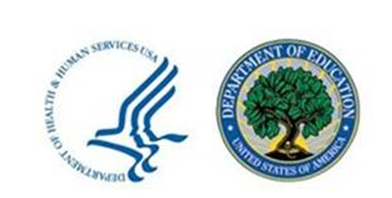 DEPARTMENT OF HEALTH & HUMAN SERVICES USA
DEPARTMENT OF EDUCATION
UNITED STATES OF AMERICA